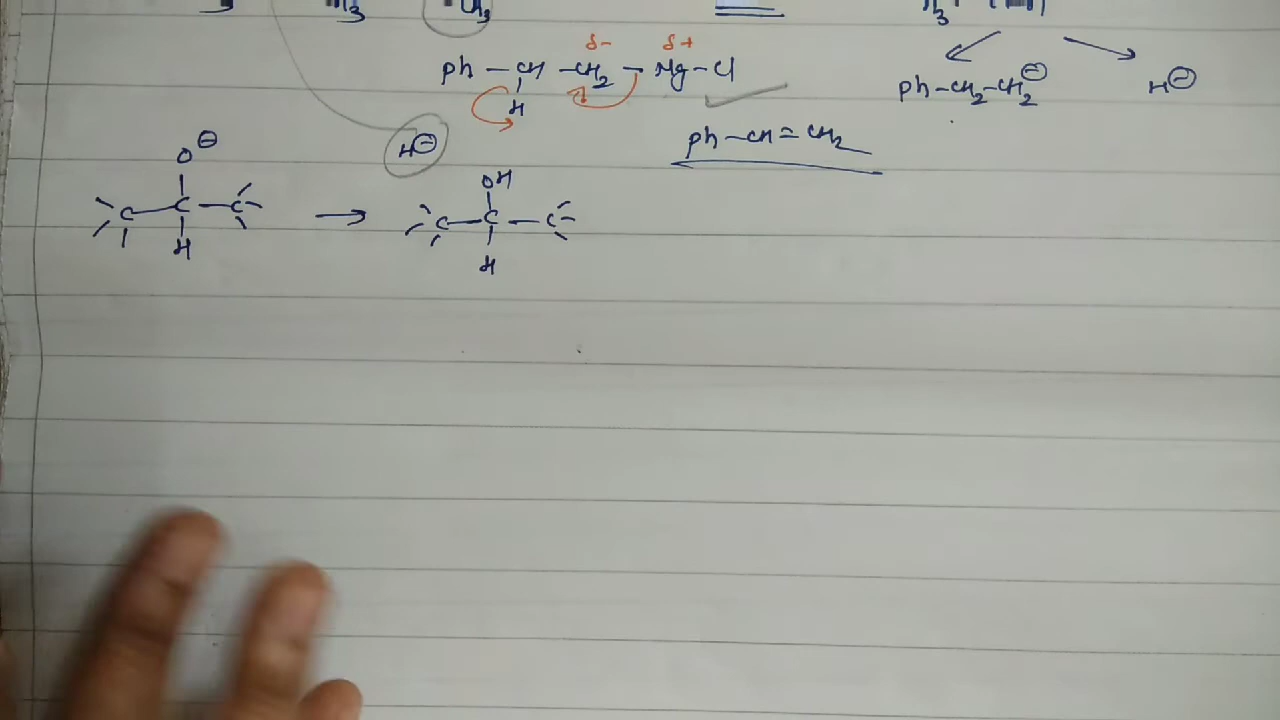 δ- δ+
Ph-CH-CH2-Mg-Cl
H
Ph-CH2-CH2⊖ H⊖
Ph-CH=CH2
O⊖ H⊖
C-C-C → OH
H C-C-C
H